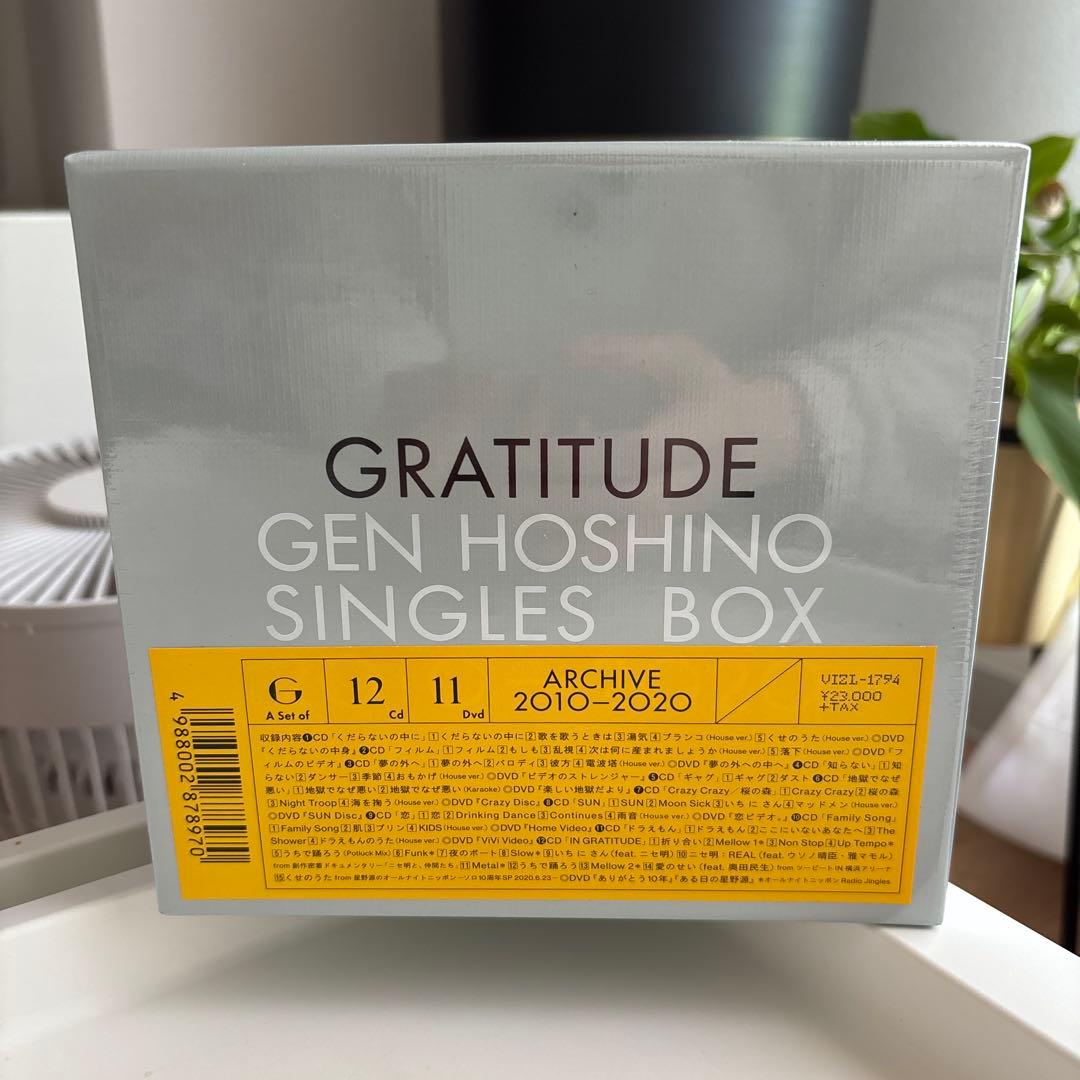 GRATITUDE
GEN HOSHINO
SINGLES BOX
G
A Set of
12
Cd
11
Dvd
ARCHIVE
2010–2020
VIZL-1794
¥23,000
+TAX
4 988002 878970
収録内容❶CD「くだらないの中に」①くだらないの中に②歌を歌うときは③湯気④ブランコ(House ver.)⑤くせのうた(House ver.)◎DVD
『くだらないの中身』❷CD「フィルム」①フィルム②もしも③乱視④次は何に産まれましょうか(House ver.)⑤落下(House ver.)◎DVD『フ
ィルムのビデオ』❸CD「夢の外へ」①夢の外へ②パロディ③彼方④電波塔(House ver.)◎DVD『夢の外への中へ』❹CD「知らない」①知
らない②ダンサー③季節④おもかげ(House ver.)◎DVD『ビデオのストレンジャー』❺CD「ギャグ」①ギャグ②ダスト❻CD「地獄でなぜ
悪い」①地獄でなぜ悪い②地獄でなぜ悪い(Karaoke)◎DVD『楽しい地獄だより』❼CD「Crazy Crazy／桜の森」①Crazy Crazy②桜の森
③Night Troop④海を掬う(House ver.)◎DVD『Crazy Disc』❽CD「SUN」①SUN②Moon Sick③いち に さん④マッドメン(House ver.)
◎DVD『SUN Disc』❾CD「恋」①恋②Drinking Dance③Continues④雨音(House ver.)◎DVD『恋ビデオ。』❿CD「Family Song」
①Family Song②肌③プリン④KIDS(House ver.)◎DVD『Home Video』⓫CD「ドラえもん」①ドラえもん②ここにいないあなたへ③The
Shower④ドラえもんのうた(House ver.)◎DVD『ViVi Video』⓬CD「IN GRATITUDE」①折り合い②Mellow 1＊③Non Stop④Up Tempo＊
⑤うちで踊ろう(Potluck Mix)⑥Funk＊⑦夜のボート⑧Slow＊⑨いち に さん(feat. ニセ明)⑩ニセ明：REAL(feat. ウソノ晴臣・雅マモル)
from 創作密着ドキュメンタリー「ニセ明と、仲間たち」⑪Metal＊⑫うちで踊ろう⑬Mellow 2＊⑭愛のせい(feat. 奥田民生) from ツービート IN 横浜アリーナ
⑮くせのうた from 星野源のオールナイトニッポン－ソロ10周年SP 2020.6.23－◎DVD『ありがとう10年』『ある日の星野源』＊オールナイトニッポン Radio Jingles